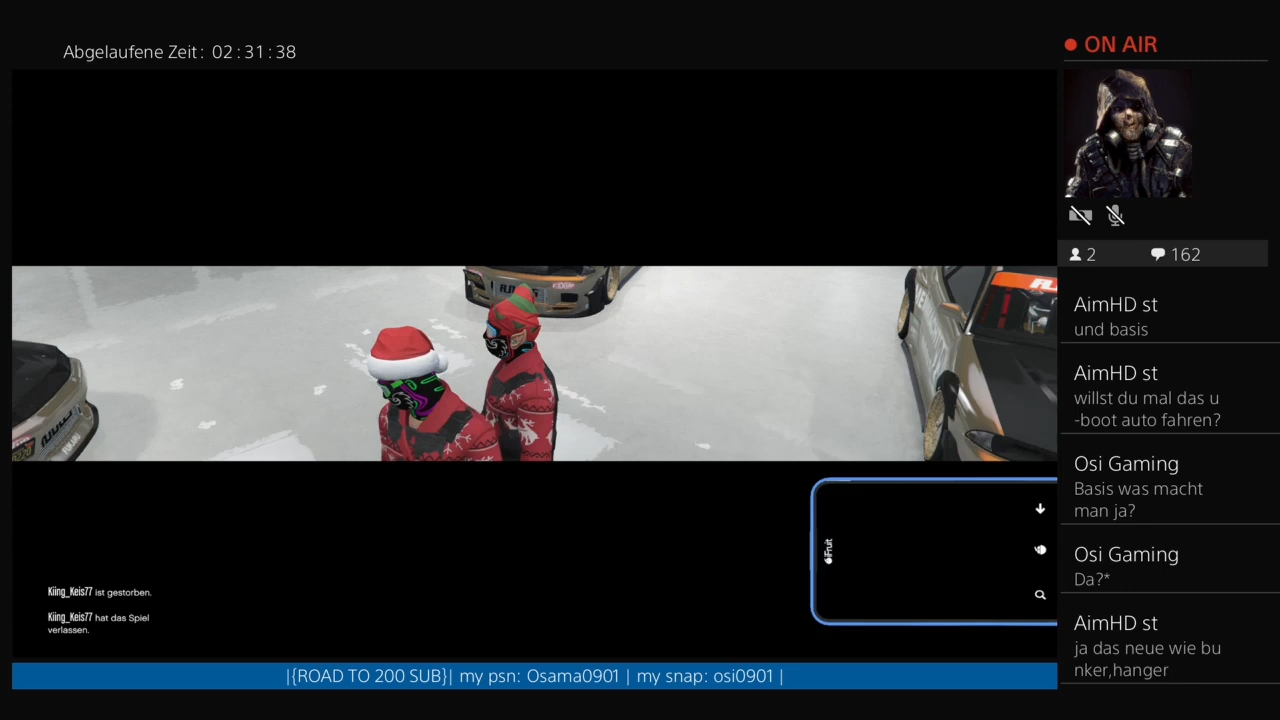 Abgelaufene Zeit: 02:31:38
ON AIR
2
162
AimHD st
und basis
AimHD st
willst du mal das u
-boot auto fahren?
Osi Gaming
Basis was macht
man ja?
Osi Gaming
Da?*
AimHD st
ja das neue wie bu
nker,hanger
iFruit
Kiing_Keis77 ist gestorben.
Kiing_Keis77 hat das Spiel
verlassen.
|{ROAD TO 200 SUB}| my psn: Osama0901 | my snap: osi0901 |